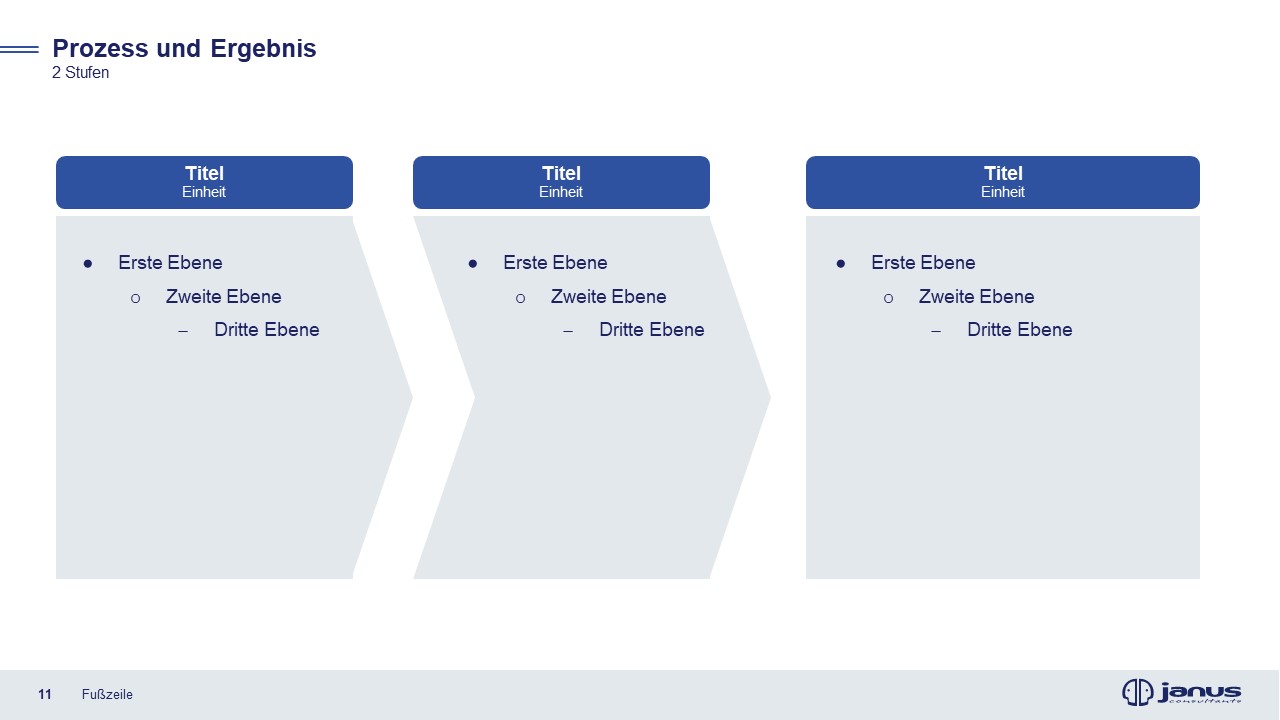 Prozess und Ergebnis
2 Stufen
Titel
Einheit
● Erste Ebene
o Zweite Ebene
– Dritte Ebene
Titel
Einheit
● Erste Ebene
o Zweite Ebene
– Dritte Ebene
Titel
Einheit
● Erste Ebene
o Zweite Ebene
– Dritte Ebene
11 Fußzeile
janus
consultants